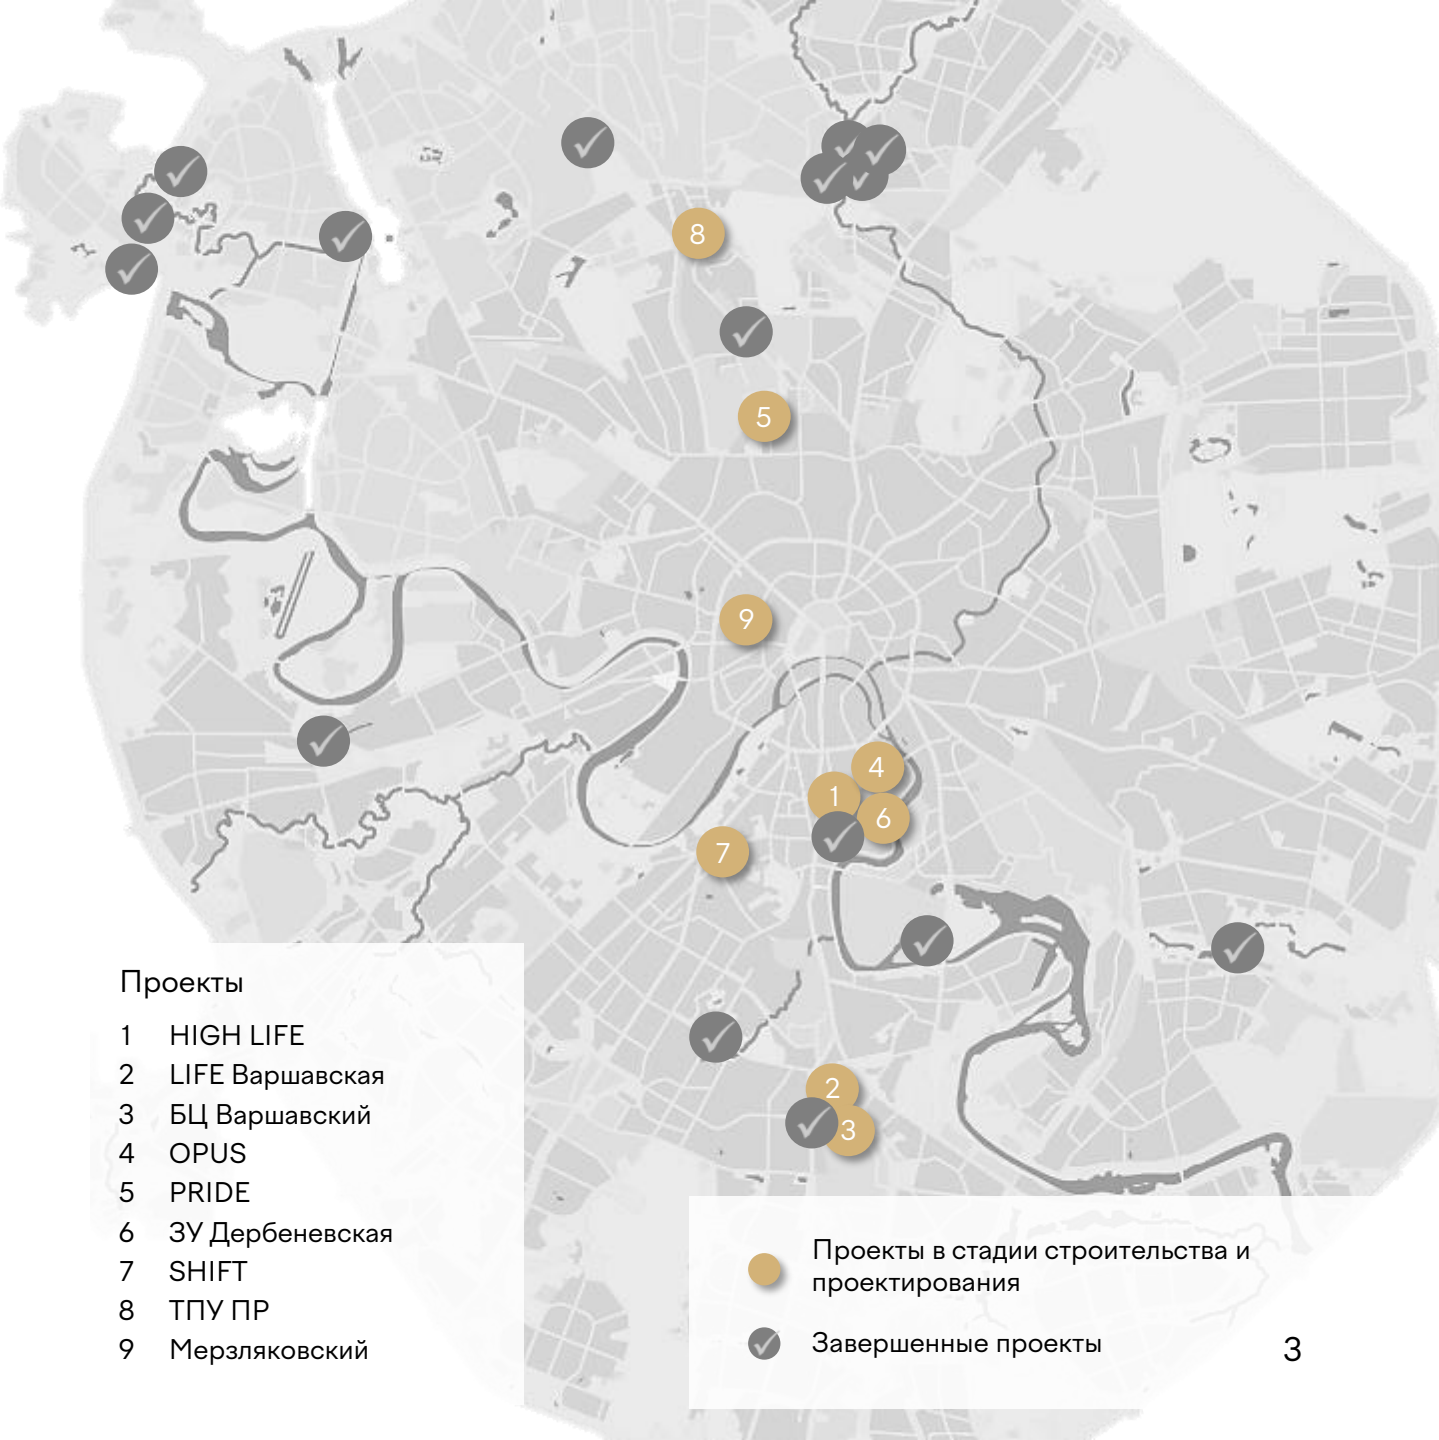 8
5
9
4
1
6
7
2
3
Проекты
1 HIGH LIFE
2 LIFE Варшавская
3 БЦ Варшавский
4 OPUS
5 PRIDE
6 ЗУ Дербеневская
7 SHIFT
8 ТПУ ПР
9 Мерзляковский
Проекты в стадии строительства и
проектирования
Завершенные проекты
3